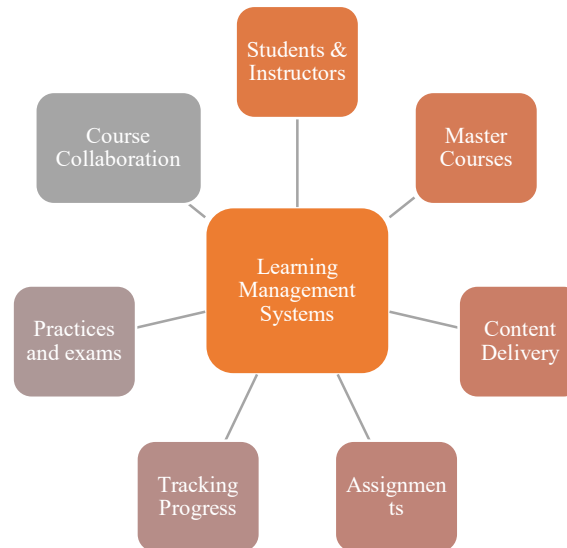 Students &
Instructors
Course
Collaboration
Master
Courses
Learning
Management
Systems
Practices
and exams
Content
Delivery
Tracking
Progress
Assignmen
ts